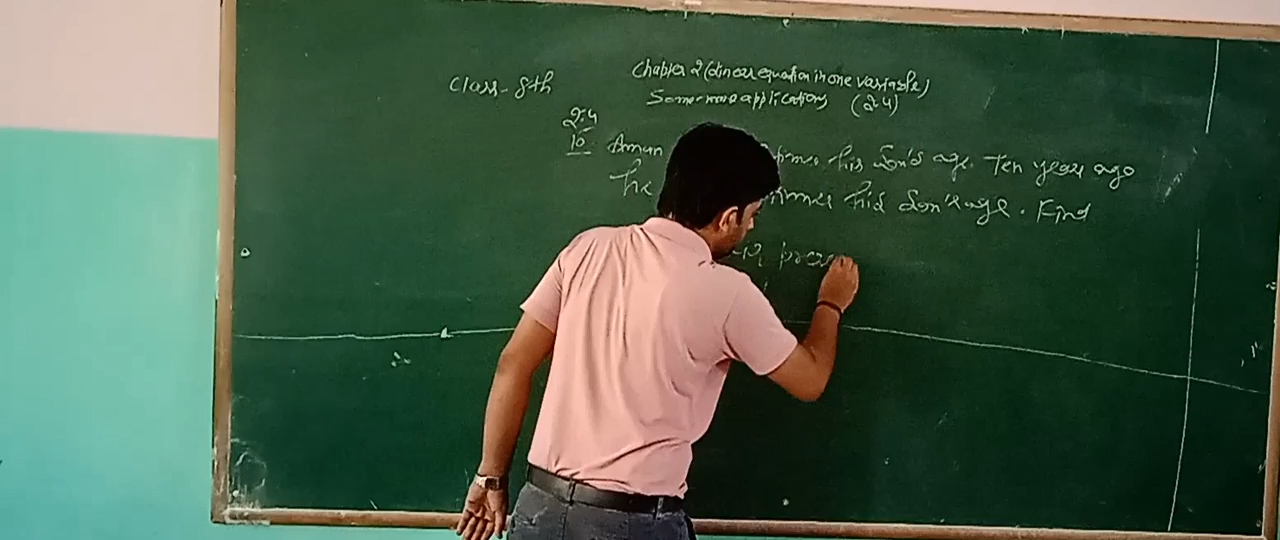 Class - 8th
Chapter 2 (Linear equation in one variable)
Some more applications (2.4)
2.4
10. Aman times his Son's age. Ten years ago
he times his Son's age. Find
pres